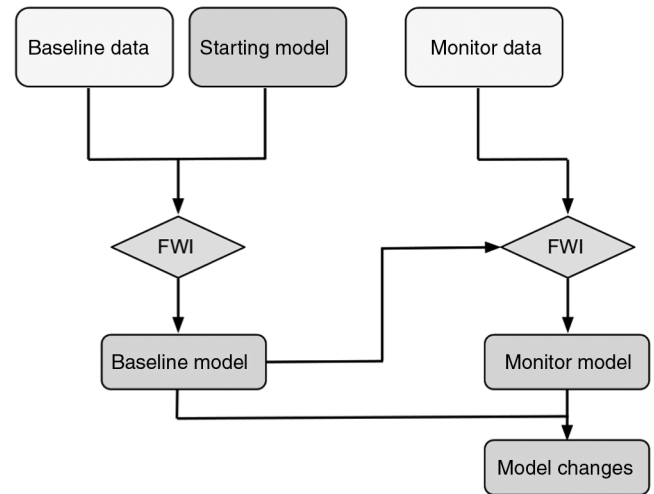 Baseline data
Starting model
Monitor data
FWI
FWI
Baseline model
Monitor model
Model changes